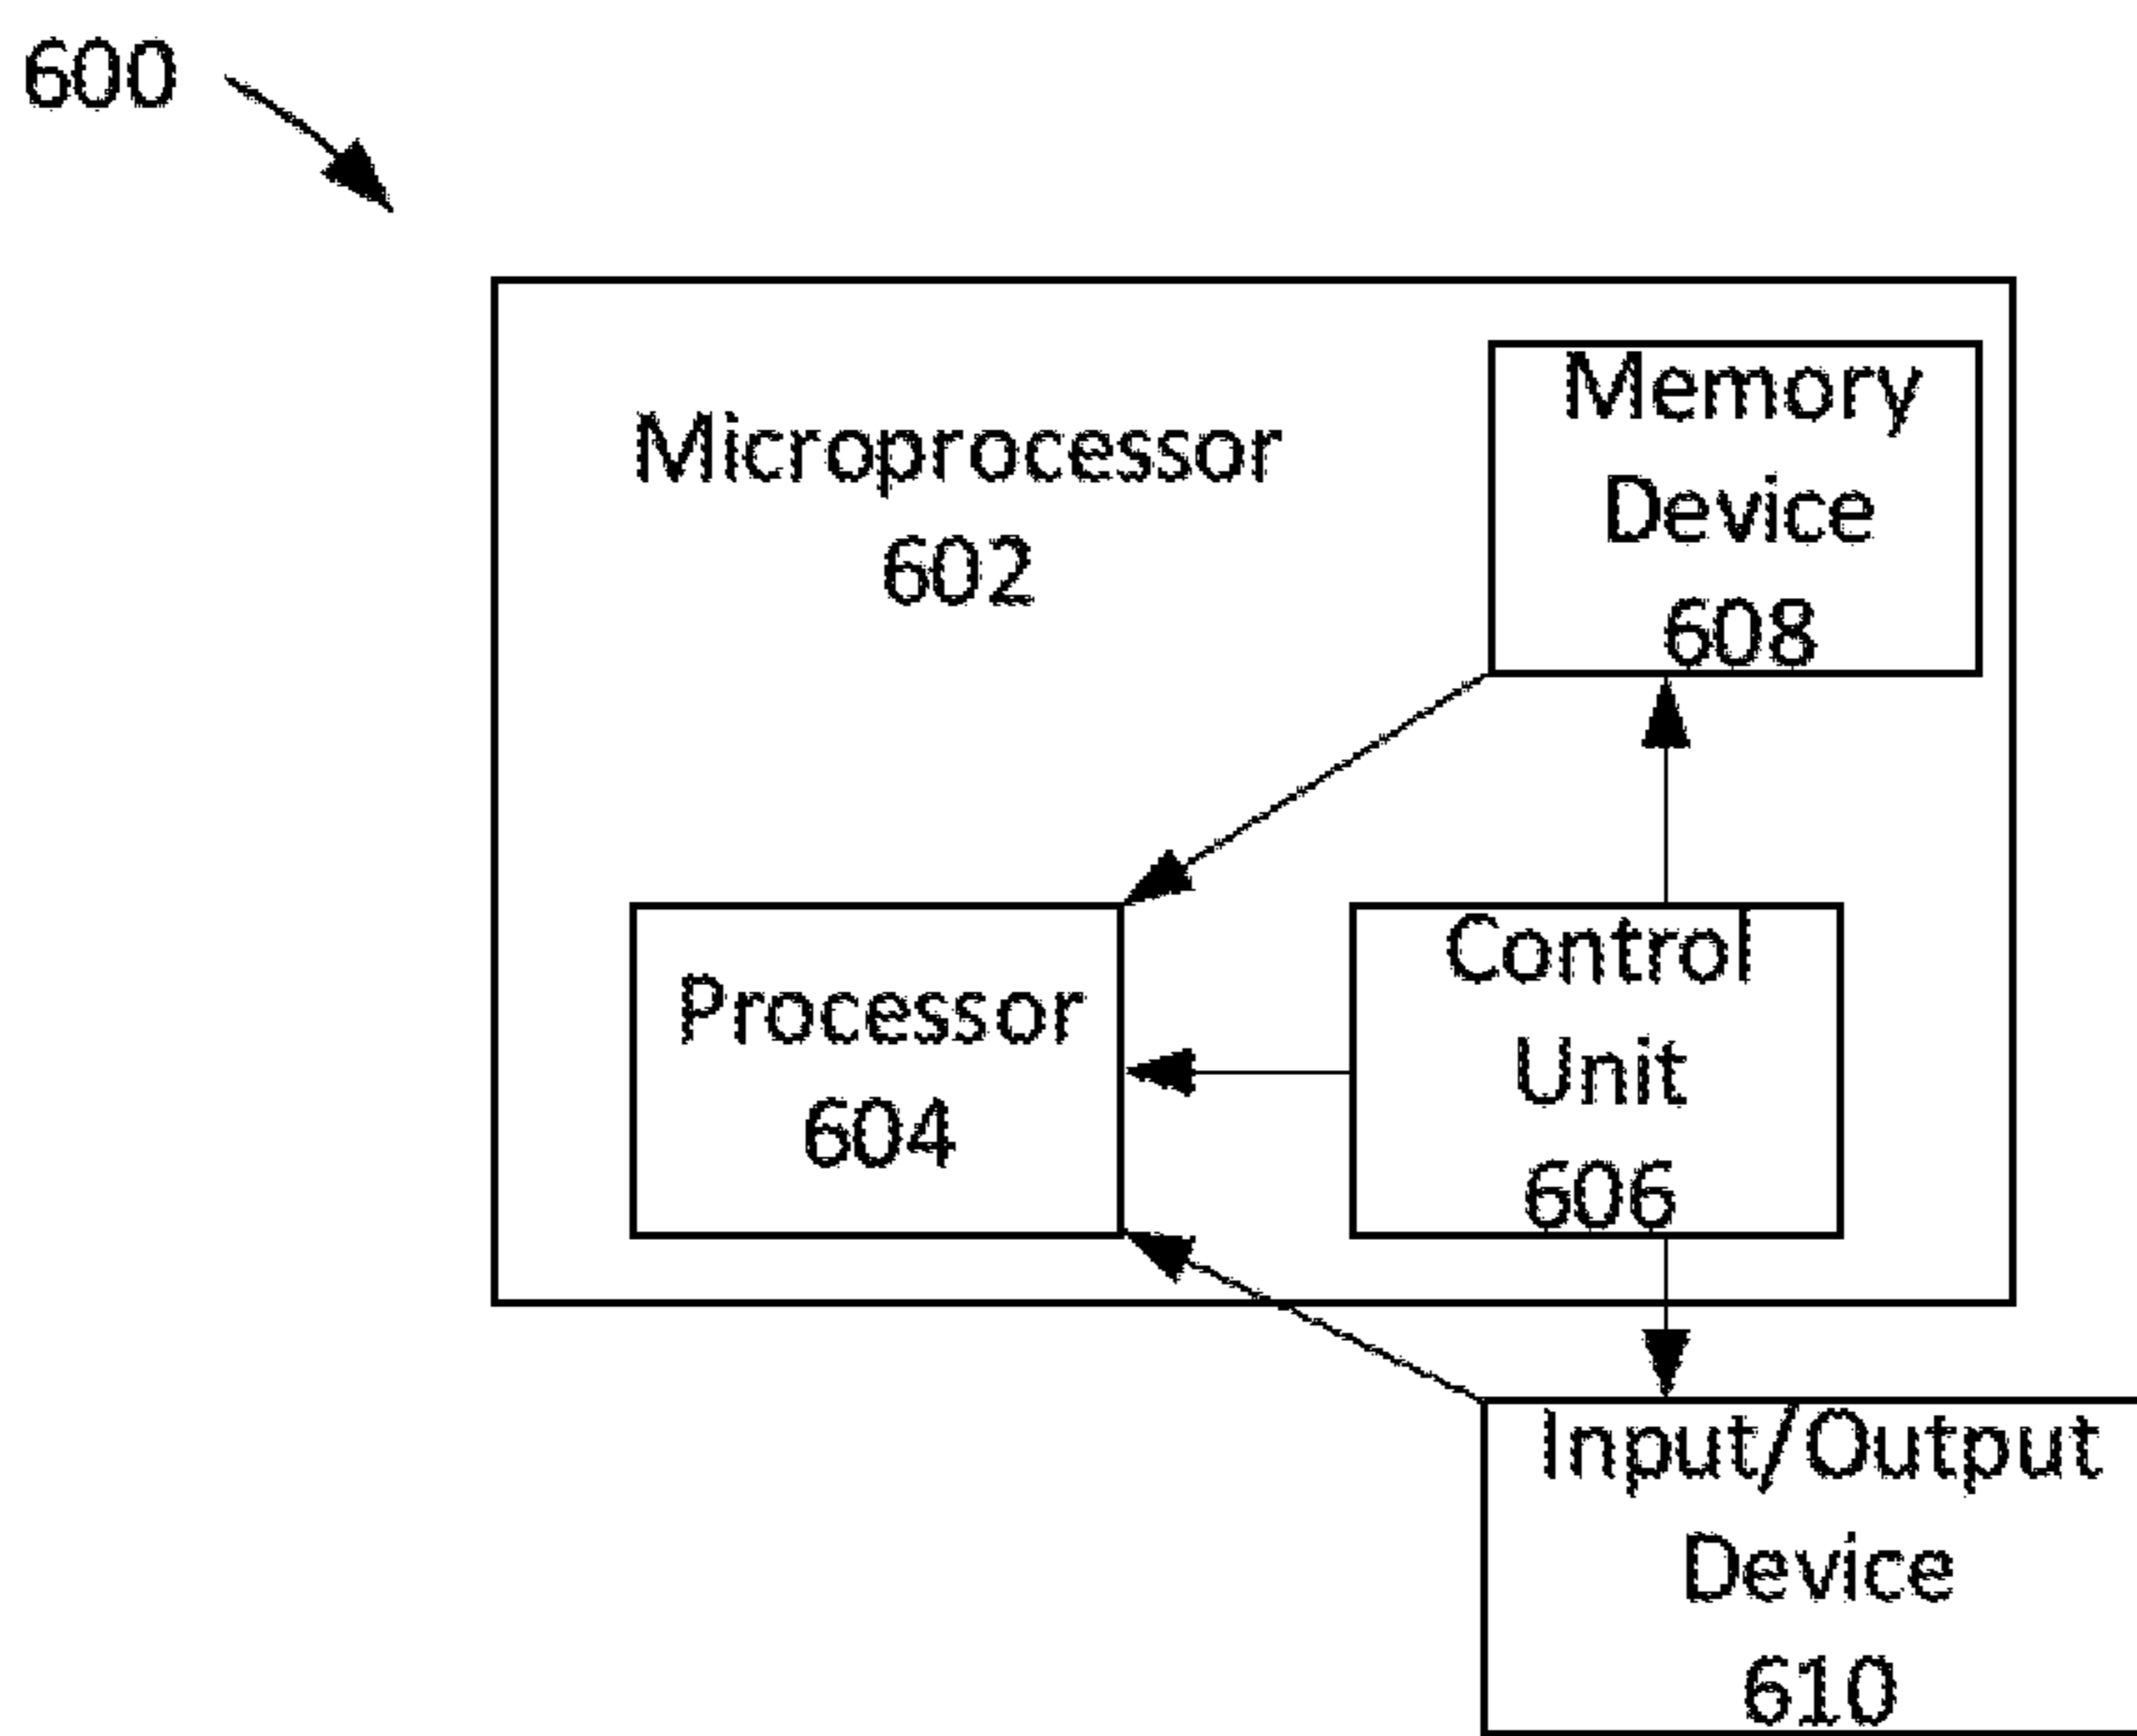 600
Microprocessor
602
Memory
Device
608
Processor
604
Control
Unit
606
Input/Output
Device
610